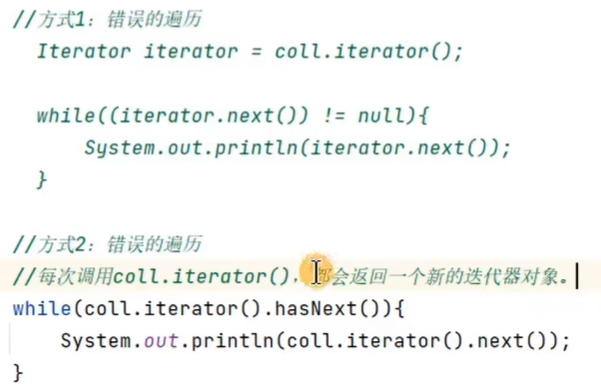 //方式1：错误的遍历
Iterator iterator = coll.iterator();
while((iterator.next()) != null){
System.out.println(iterator.next());
}
//方式2：错误的遍历
//每次调用coll.iterator(), 都会返回一个新的迭代器对象。
while(coll.iterator().hasNext()){
System.out.println(coll.iterator().next());
}